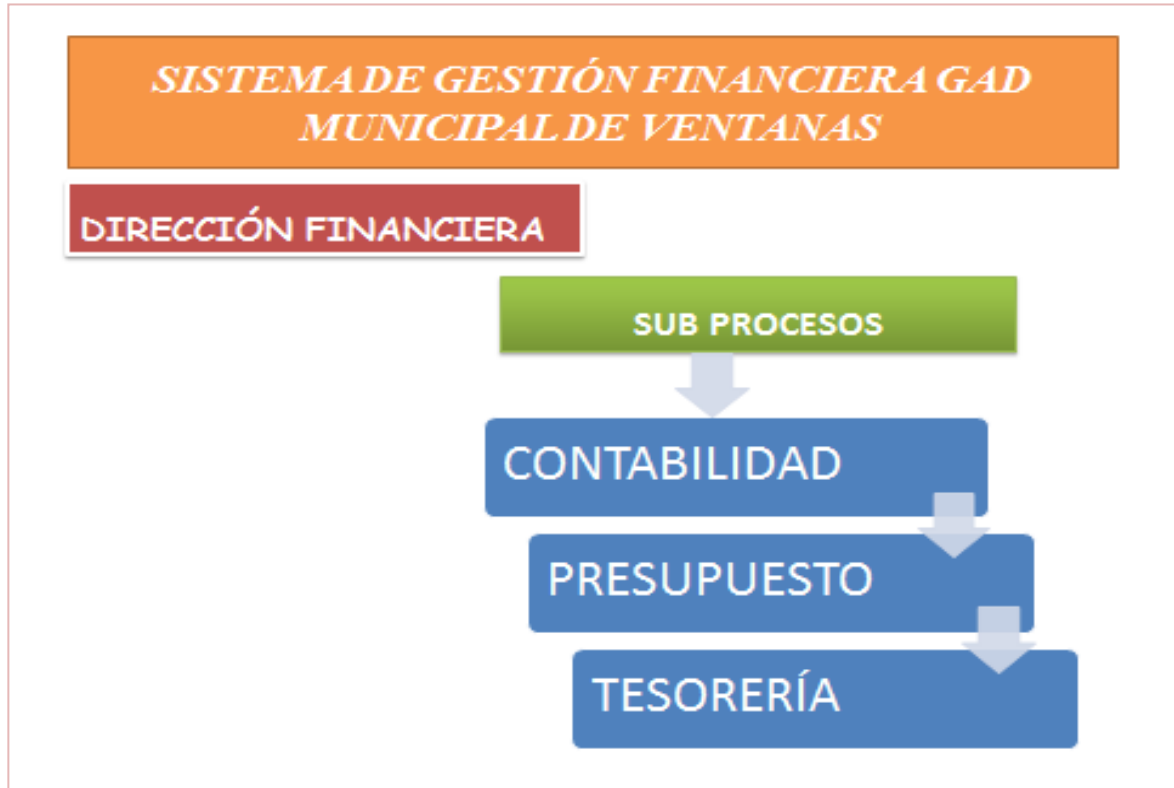 SISTEMA DE GESTIÓN FINANCIERA GAD
MUNICIPAL DE VENTANAS
DIRECCIÓN FINANCIERA
SUB PROCESOS
CONTABILIDAD
PRESUPUESTO
TESORERÍA